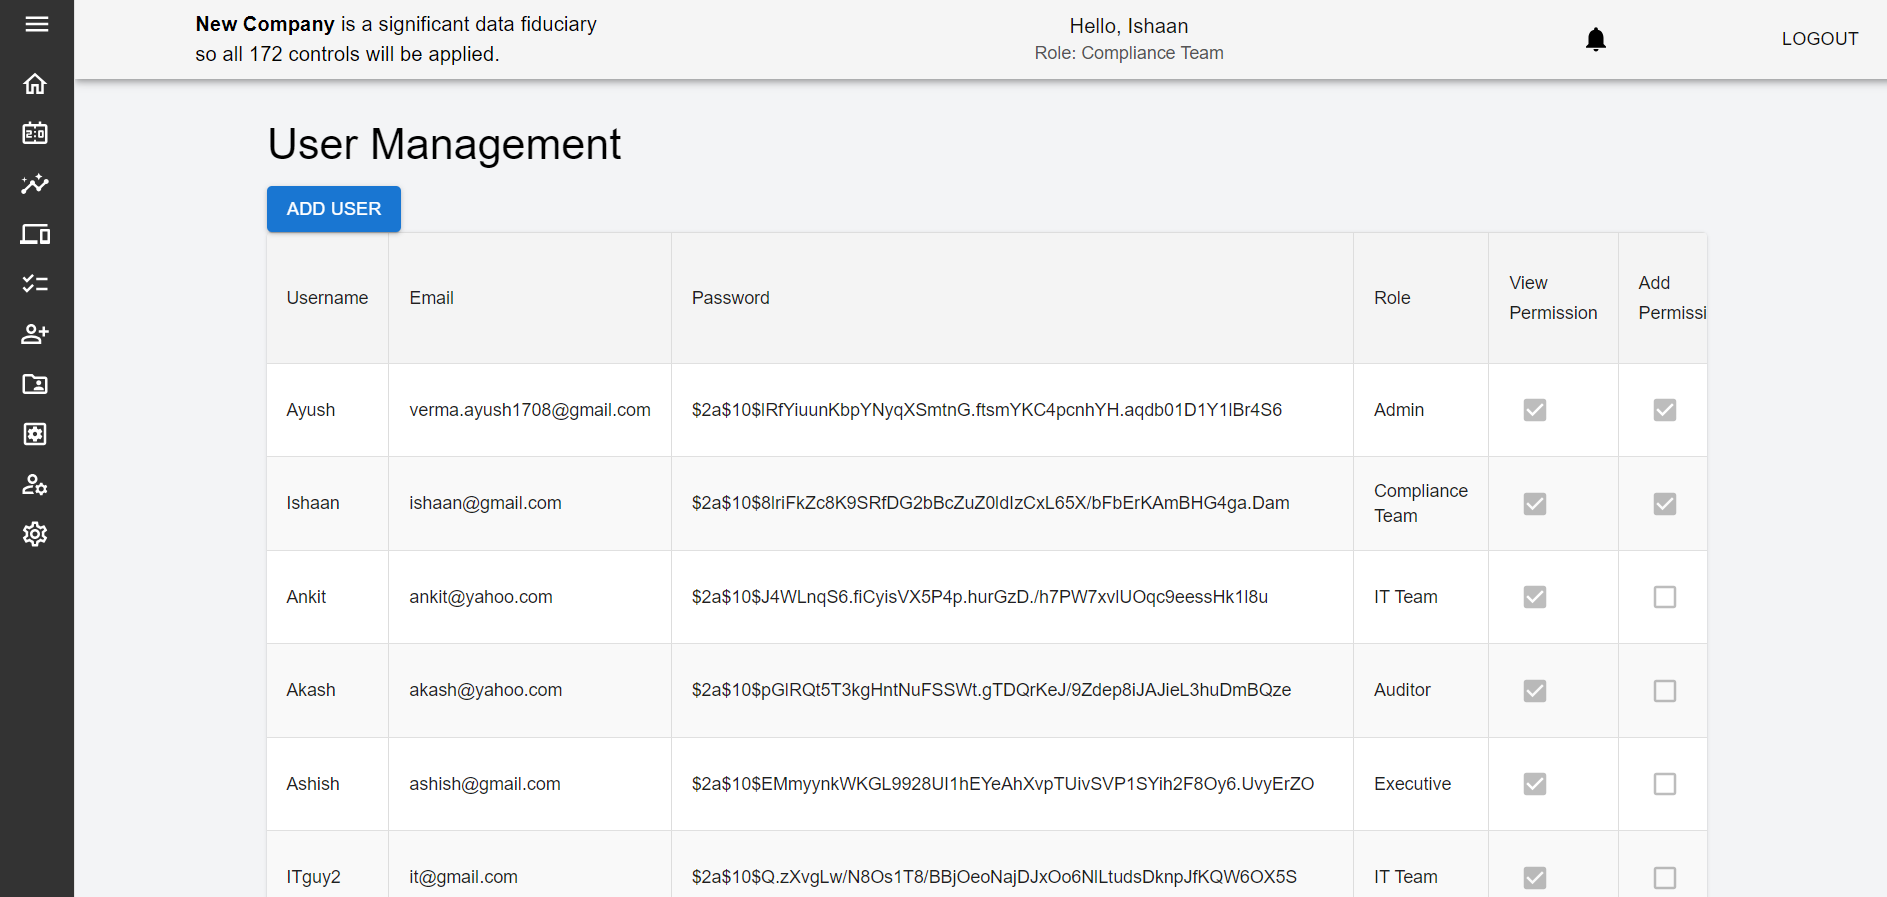 New Company is a significant data fiduciary
so all 172 controls will be applied.
Hello, Ishaan
Role: Compliance Team
LOGOUT
User Management
ADD USER
Username Email Password Role View Permission Add Permissi
Ayush verma.ayush1708@gmail.com $2a$10$lRfYiuunKbpYNyqXSmtnG.ftsmYKC4pcnhYH.aqdb01D1Y1lBr4S6 Admin
Ishaan ishaan@gmail.com $2a$10$8lriFkZc8K9SRfDG2bBcZuZ0ldIzCxL65X/bFbErKAmBHG4ga.Dam Compliance Team
Ankit ankit@yahoo.com $2a$10$J4WLnqS6.fiCyisVX5P4p.hurGzD./h7PW7xvlUOqc9eessHk1l8u IT Team
Akash akash@yahoo.com $2a$10$pGlRQt5T3kgHntNuFSSWt.gTDQrKeJ/9Zdep8iJAJieL3huDmBQze Auditor
Ashish ashish@gmail.com $2a$10$EMmyynkWKGL9928UI1hEYeAhXvpTUivSVP1SYih2F8Oy6.UvyErZO Executive
ITguy2 it@gmail.com $2a$10$Q.zXvgLw/N8Os1T8/BBjOeoNajDJxOo6NlLtudsDknpJfKQW6OX5S IT Team